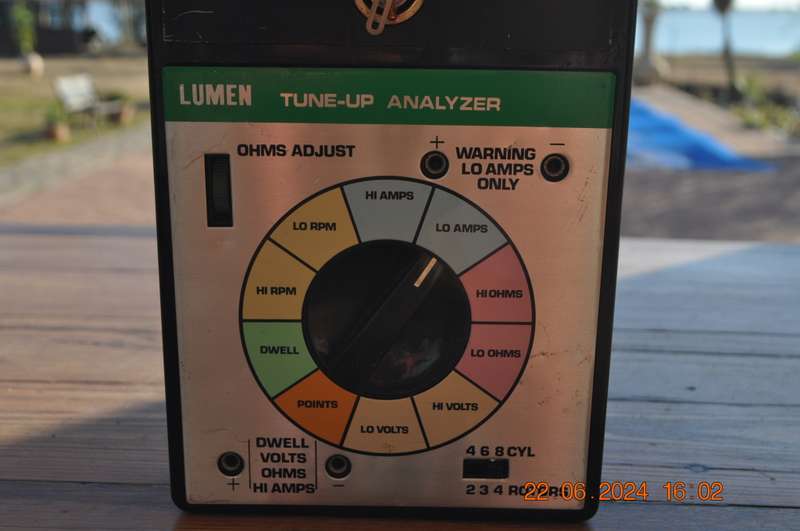 LUMEN TUNE-UP ANALYZER
OHMS ADJUST
+ WARNING -
LO AMPS
ONLY
HI AMPS
LO AMPS
HI OHMS
LO OHMS
HI VOLTS
LO VOLTS
POINTS
DWELL
HI RPM
LO RPM
DWELL
VOLTS
OHMS
HI AMPS
+ -
4 6 8 CYL
2 3 4 ROTORS
22-06.2024 16:02